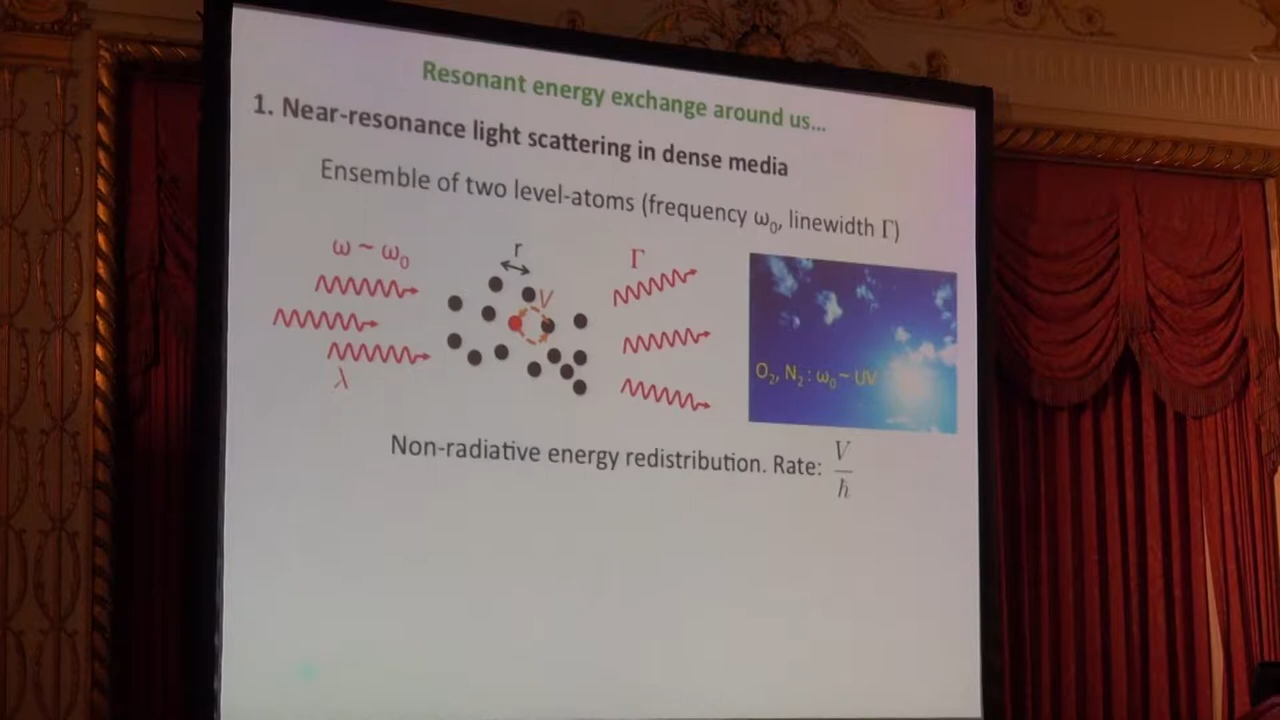 Resonant energy exchange around us...
1. Near-resonance light scattering in dense media
Ensemble of two level-atoms (frequency ω₀, linewidth Γ)
ω ~ ω₀
r
Γ
V
λ
O₂, N₂ : ω₀ ~ UV
Non-radiative energy redistribution. Rate: V/ħ